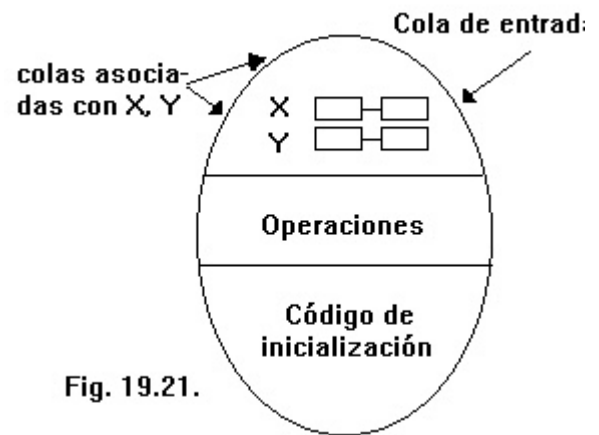 Cola de entrad
colas asocia-
das con X, Y
X
Y
Operaciones
Código de
inicialización
Fig. 19.21.